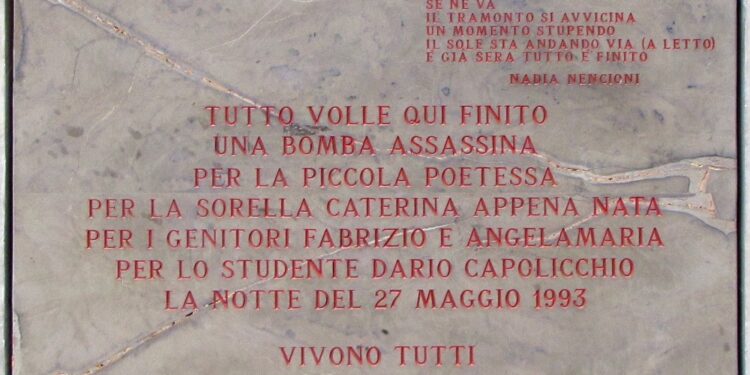 SE NE VA
IL TRAMONTO SI AVVICINA
UN MOMENTO STUPENDO
IL SOLE STA ANDANDO VIA (A LETTO)
E GIÀ SERA TUTTO È FINITO
NADIA NENCIONI
TUTTO VOLLE QUI FINITO
UNA BOMBA ASSASSINA
PER LA PICCOLA POETESSA
PER LA SORELLA CATERINA APPENA NATA
PER I GENITORI FABRIZIO E ANGELAMARIA
PER LO STUDENTE DARIO CAPOLICCHIO
LA NOTTE DEL 27 MAGGIO 1993
VIVONO TUTTI